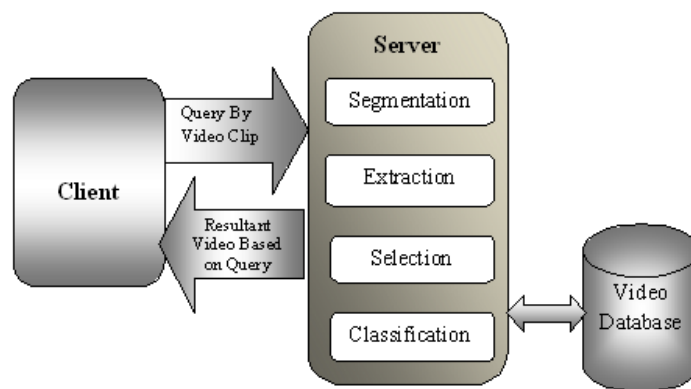 Server
Segmentation
Extraction
Selection
Classification
Client
Query By
Video Clip
Resultant
Video Based
on Query
Video
Database